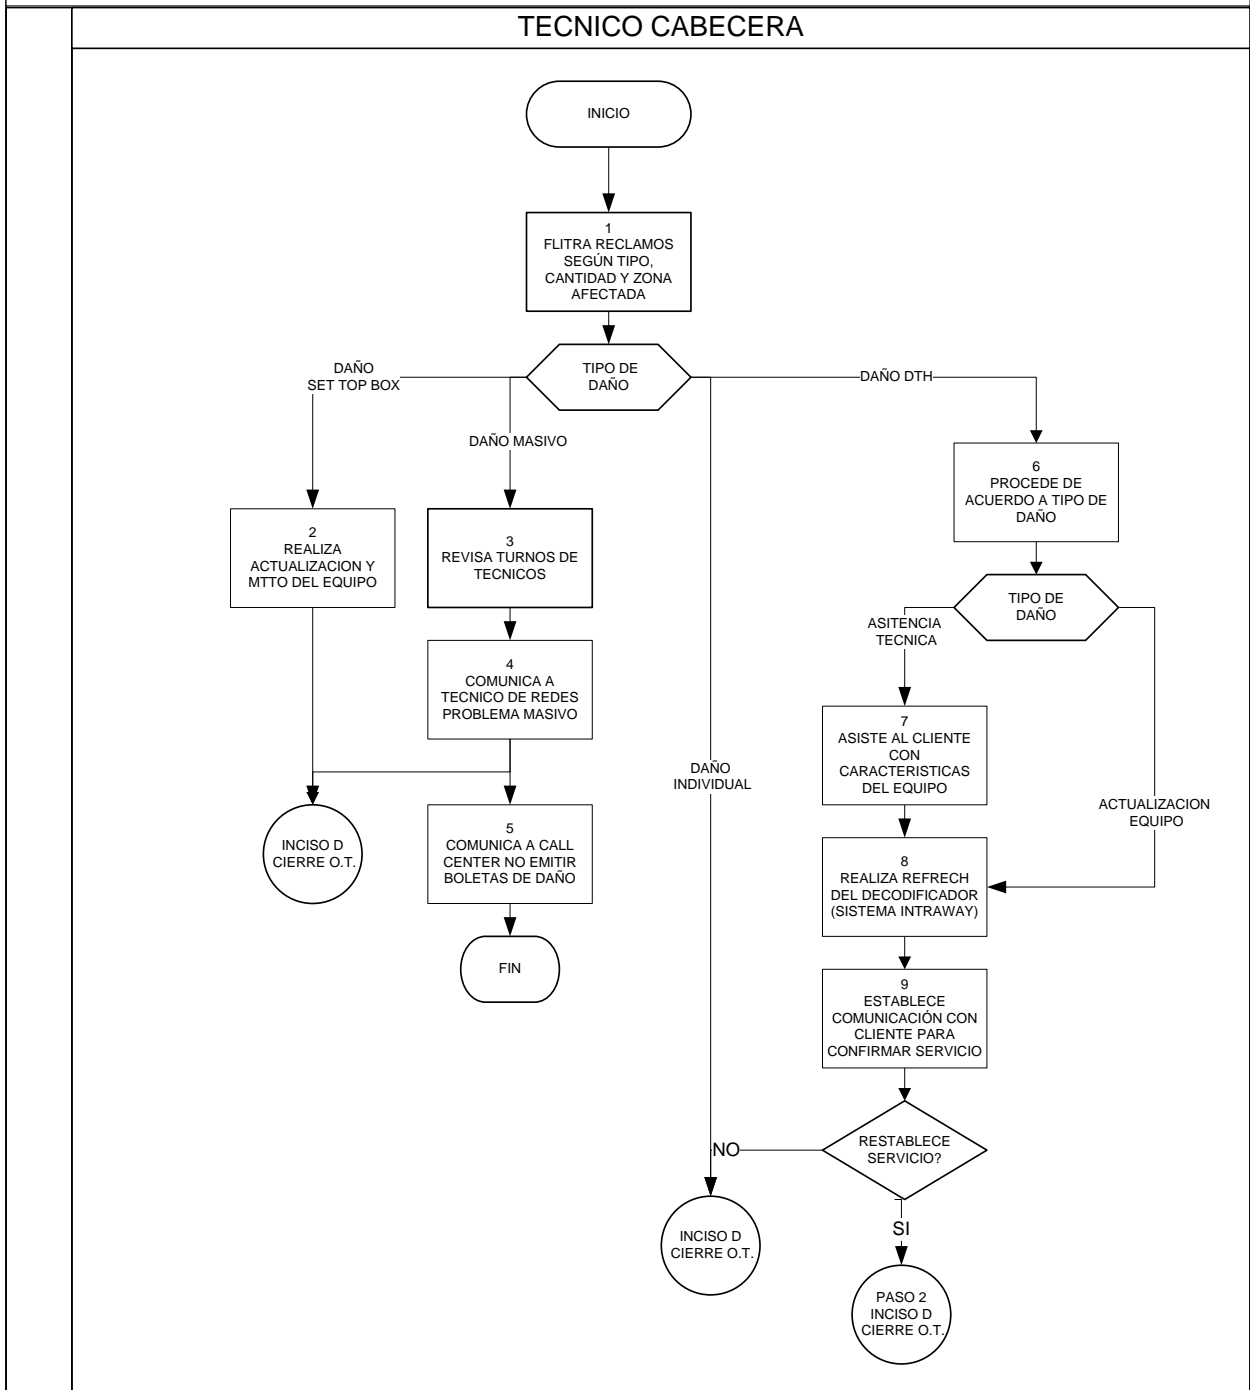 TECNICO CABECERA
INICIO
1
FLITRA RECLAMOS
SEGÚN TIPO,
CANTIDAD Y ZONA
AFECTADA
TIPO DE
DAÑO
DAÑO
SET TOP BOX
DAÑO MASIVO
DAÑO DTH
2
REALIZA
ACTUALIZACION Y
MTTO DEL EQUIPO
3
REVISA TURNOS DE
TECNICOS
6
PROCEDE DE
ACUERDO A TIPO DE
DAÑO
TIPO DE
DAÑO
ASITENCIA
TECNICA
4
COMUNICA A
TECNICO DE REDES
PROBLEMA MASIVO
7
ASISTE AL CLIENTE
CON
CARACTERISTICAS
DEL EQUIPO
DAÑO
INDIVIDUAL
ACTUALIZACION
EQUIPO
INCISO D
CIERRE O.T.
5
COMUNICA A CALL
CENTER NO EMITIR
BOLETAS DE DAÑO
8
REALIZA REFRECH
DEL DECODIFICADOR
(SISTEMA INTRAWAY)
FIN
9
ESTABLECE
COMUNICACIÓN CON
CLIENTE PARA
CONFIRMAR SERVICIO
RESTABLECE
SERVICIO?
NO
SI
INCISO D
CIERRE O.T.
PASO 2
INCISO D
CIERRE O.T.